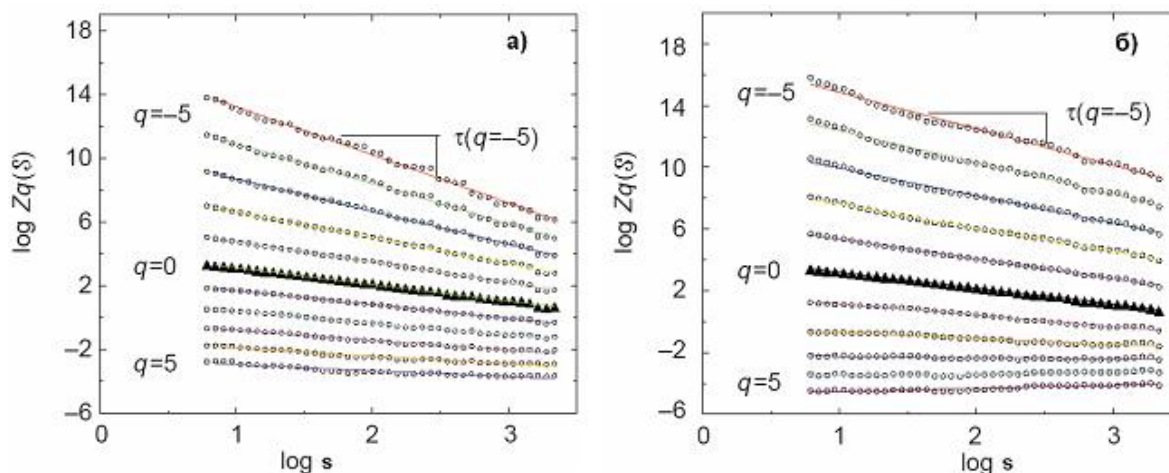 а)
18
14
10
6
2
–2
–6
log Zq(S)
q=–5
q=0
q=5
τ(q=–5)
0
1
2
3
log s
б)
18
14
10
6
2
–2
–6
log Zq(S)
q=–5
q=0
q=5
τ(q=–5)
0
1
2
3
log s